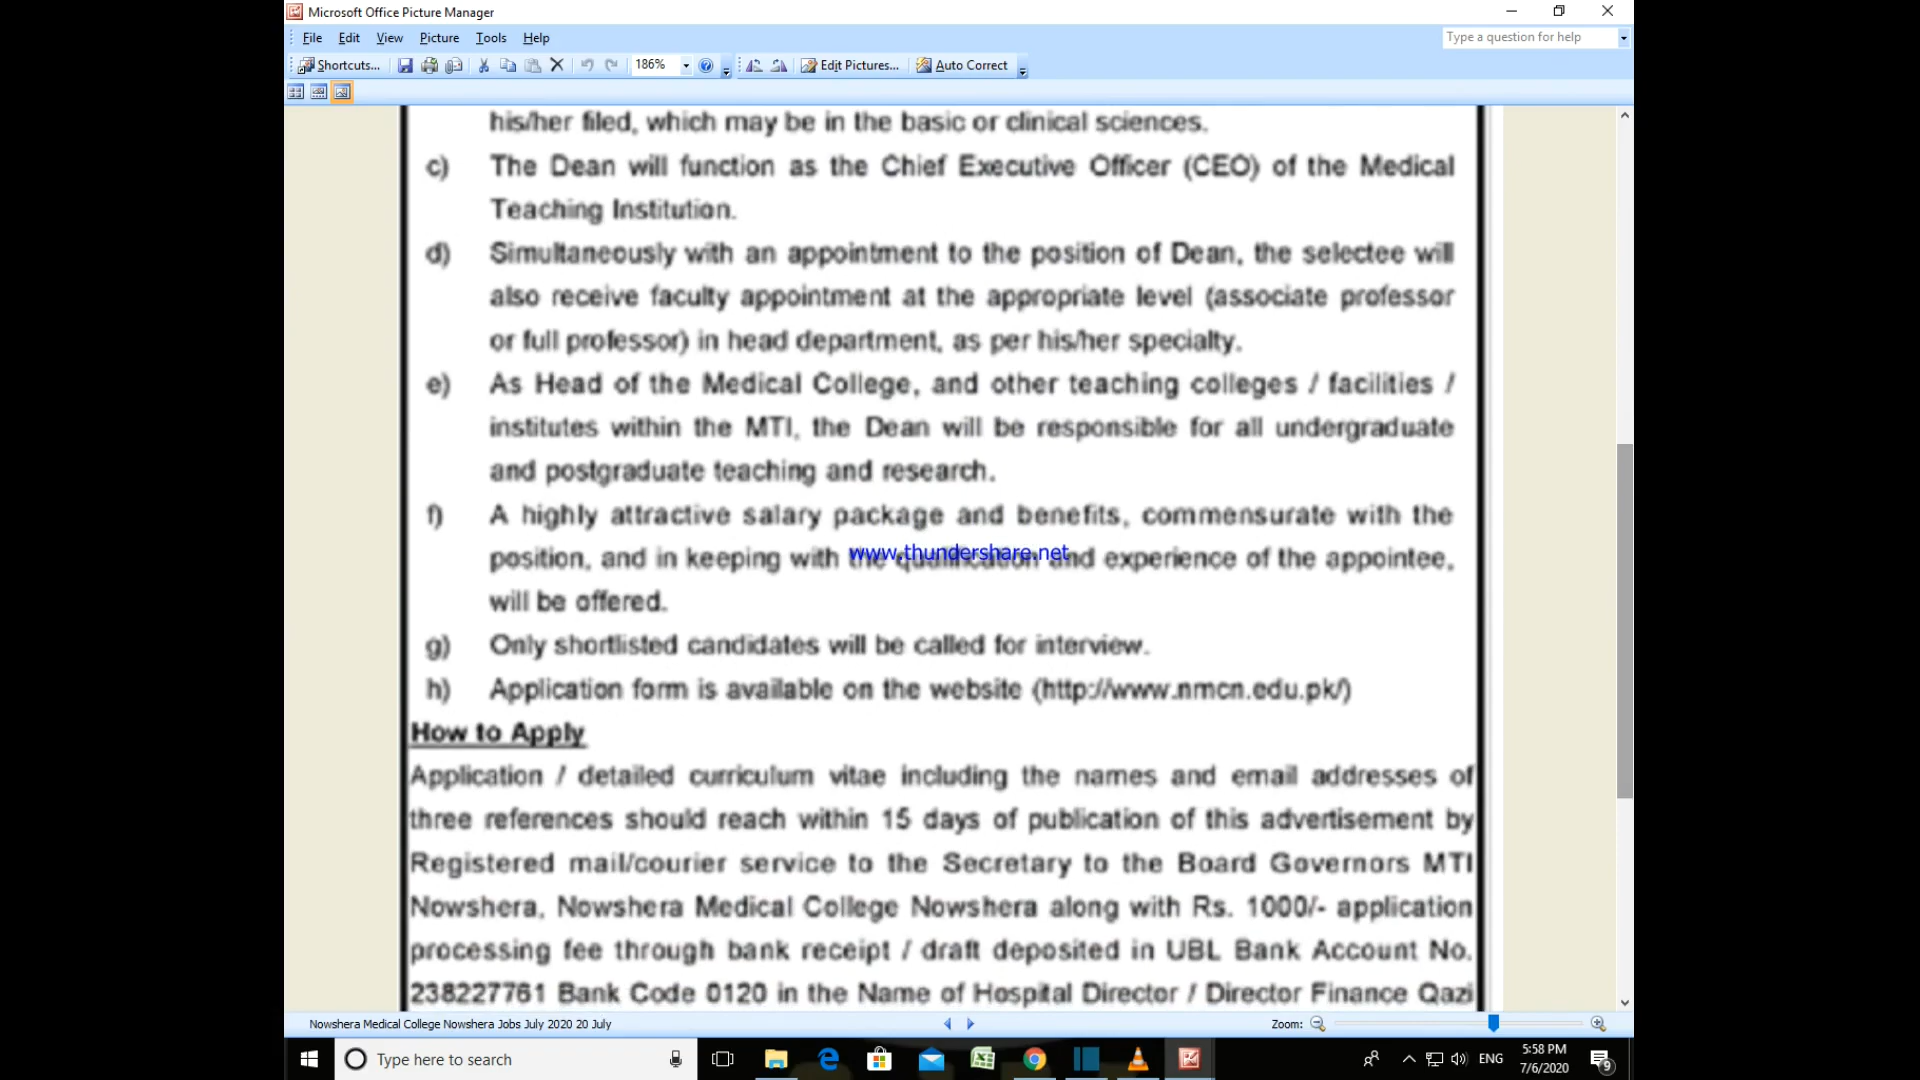 Microsoft Office Picture Manager
File Edit View Picture Tools Help
Type a question for help
Shortcuts... 186% Edit Pictures... Auto Correct
his/her filed, which may be in the basic or clinical sciences.
c) The Dean will function as the Chief Executive Officer (CEO) of the Medical
Teaching Institution.
d) Simultaneously with an appointment to the position of Dean, the selectee will
also receive faculty appointment at the appropriate level (associate professor
or full professor) in head department, as per his/her specialty.
e) As Head of the Medical College, and other teaching colleges / facilities /
institutes within the MTI, the Dean will be responsible for all undergraduate
and postgraduate teaching and research.
f) A highly attractive salary package and benefits, commensurate with the
www.thundershare.net
position, and in keeping with the qualification and experience of the appointee,
will be offered.
g) Only shortlisted candidates will be called for interview.
h) Application form is available on the website (http://www.nmcn.edu.pk/)
How to Apply
Application / detailed curriculum vitae including the names and email addresses of
three references should reach within 15 days of publication of this advertisement by
Registered mail/courier service to the Secretary to the Board Governors MTI
Nowshera, Nowshera Medical College Nowshera along with Rs. 1000/- application
processing fee through bank receipt / draft deposited in UBL Bank Account No.
238227761 Bank Code 0120 in the Name of Hospital Director / Director Finance Qazi
Nowshera Medical College Nowshera Jobs July 2020 20 July
Zoom:
Type here to search
ENG
5:58 PM
7/6/2020
9